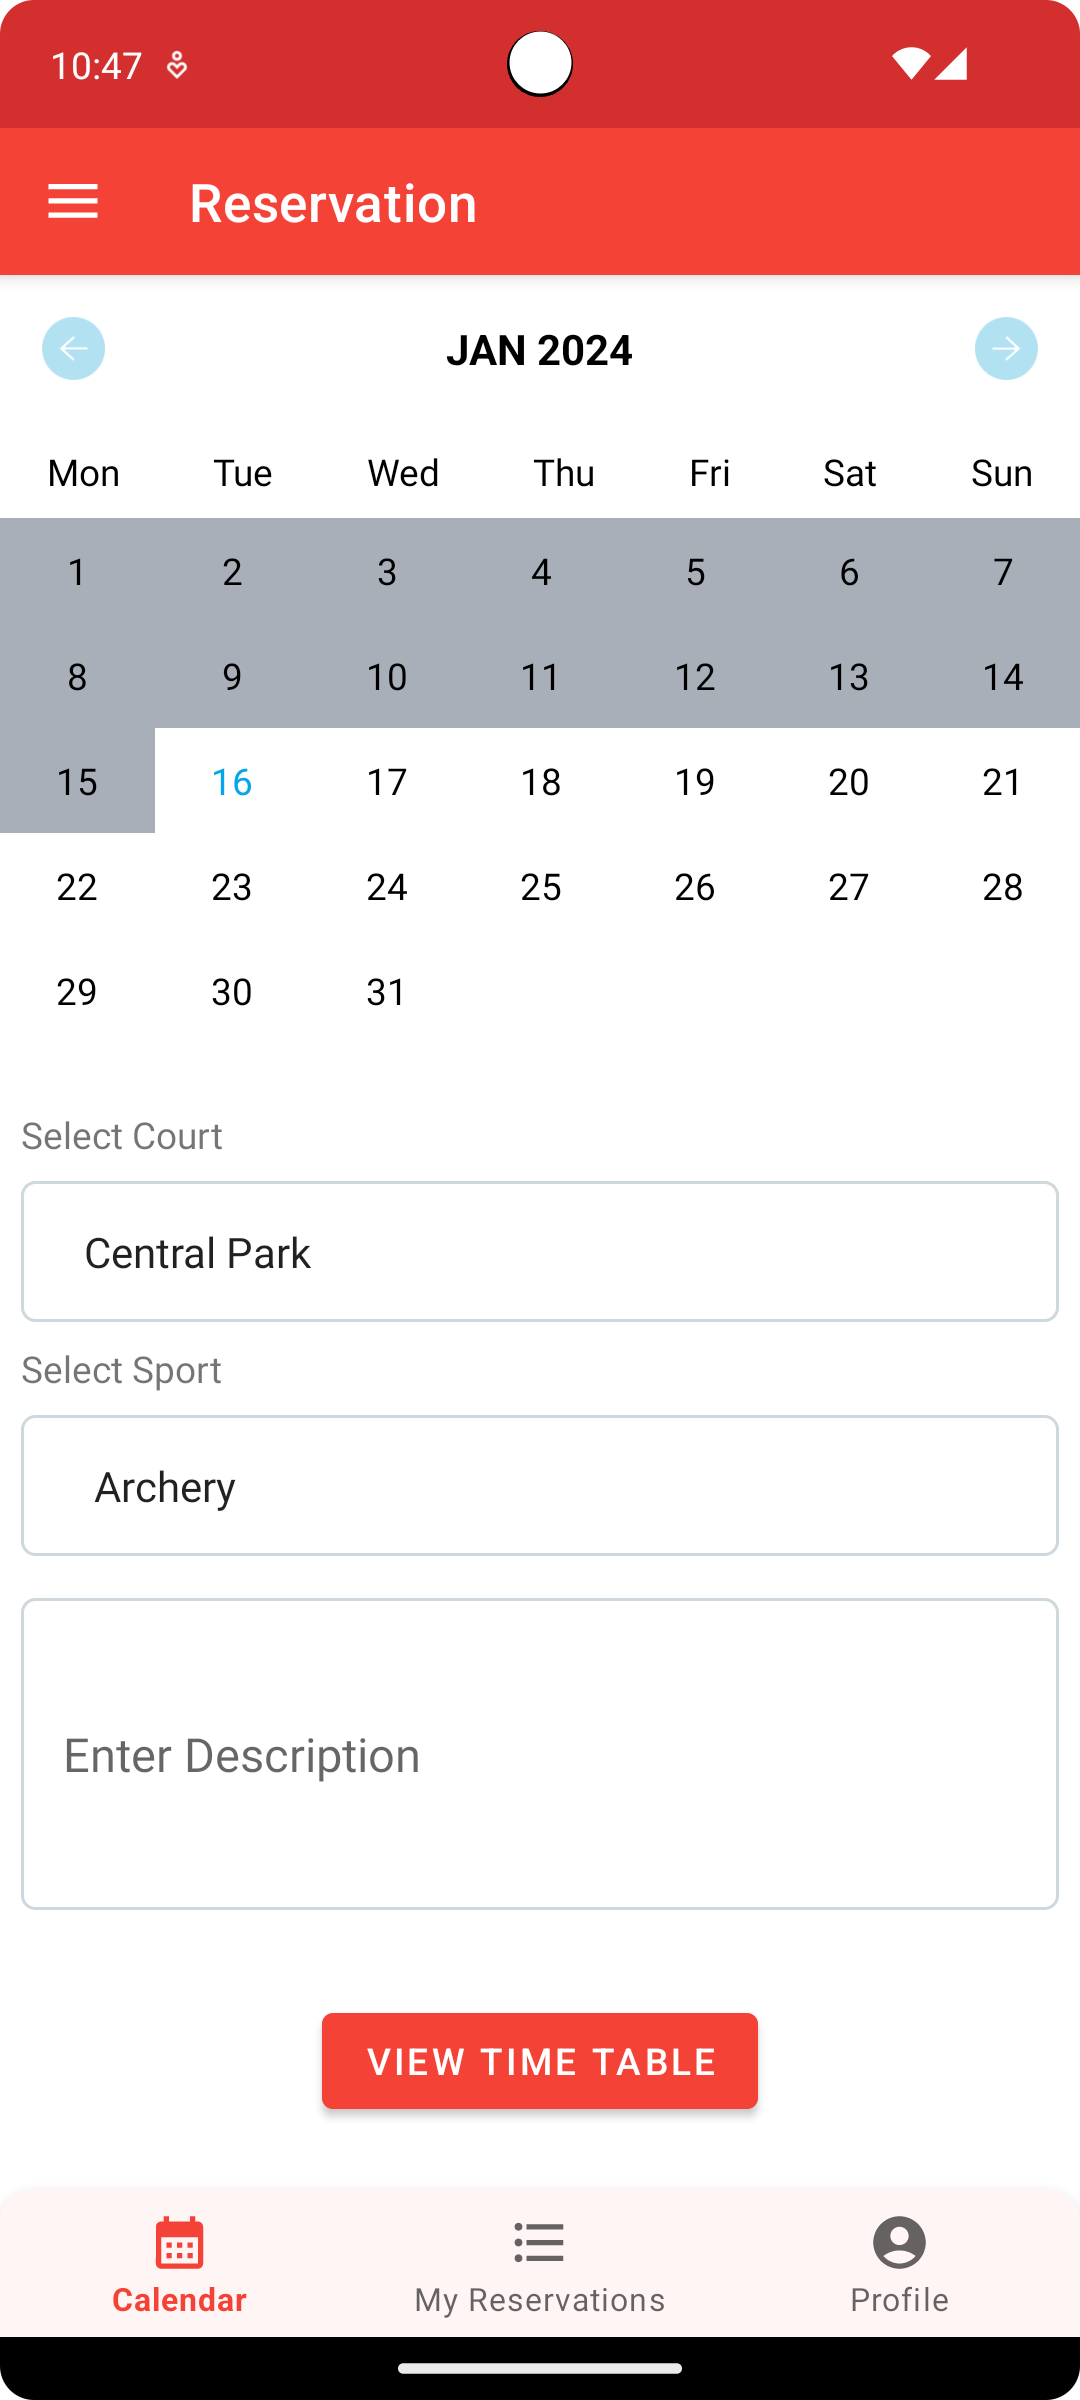 10:47
Reservation
JAN 2024
Mon Tue Wed Thu Fri Sat Sun
1 2 3 4 5 6 7
8 9 10 11 12 13 14
15 16 17 18 19 20 21
22 23 24 25 26 27 28
29 30 31
Select Court
Central Park
Select Sport
Archery
Enter Description
VIEW TIME TABLE
Calendar My Reservations Profile